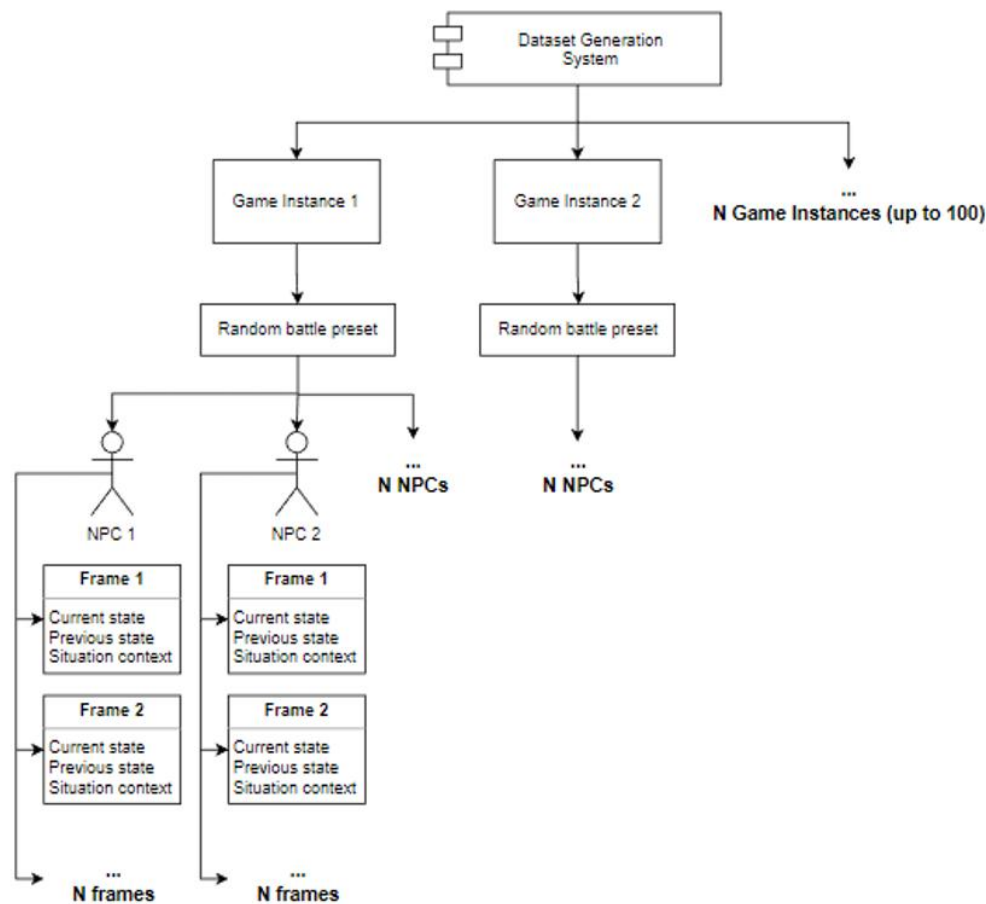 Dataset Generation
System
Game Instance 1
Game Instance 2
...
N Game Instances (up to 100)
Random battle preset
Random battle preset
...
N NPCs
...
N NPCs
NPC 1
NPC 2
Frame 1
Current state
Previous state
Situation context
Frame 1
Current state
Previous state
Situation context
Frame 2
Current state
Previous state
Situation context
Frame 2
Current state
Previous state
Situation context
...
N frames
...
N frames